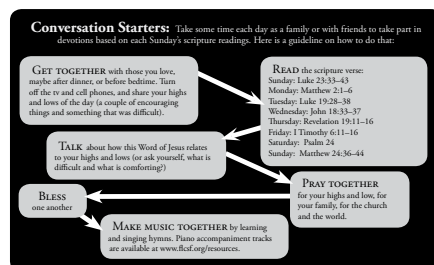 Conversation Starters: Take some time each day as a family or with friends to take part in
devotions based on each Sunday's scripture readings. Here is a guideline on how to do that:
Get together with those you love,
maybe after dinner, or before bedtime. Turn
off the tv and cell phones, and share your highs
and lows of the day (a couple of encouraging
things and something that was difficult).
Read the scripture verse:
Sunday: Luke 23:33–43
Monday: Matthew 2:1–6
Tuesday: Luke 19:28–38
Wednesday: John 18:33–37
Thursday: Revelation 19:11–16
Friday: I Timothy 6:11–16
Saturday: Psalm 24
Sunday: Matthew 24:36–44
Talk about how this Word of Jesus relates
to your highs and lows (or ask yourself, what is
difficult and what is comforting?)
Pray together
for your highs and low, for
your family, for the church
and the world.
Bless
one another
Make music together by learning
and singing hymns. Piano accompaniment tracks
are available at www.flcsf.org/resources.